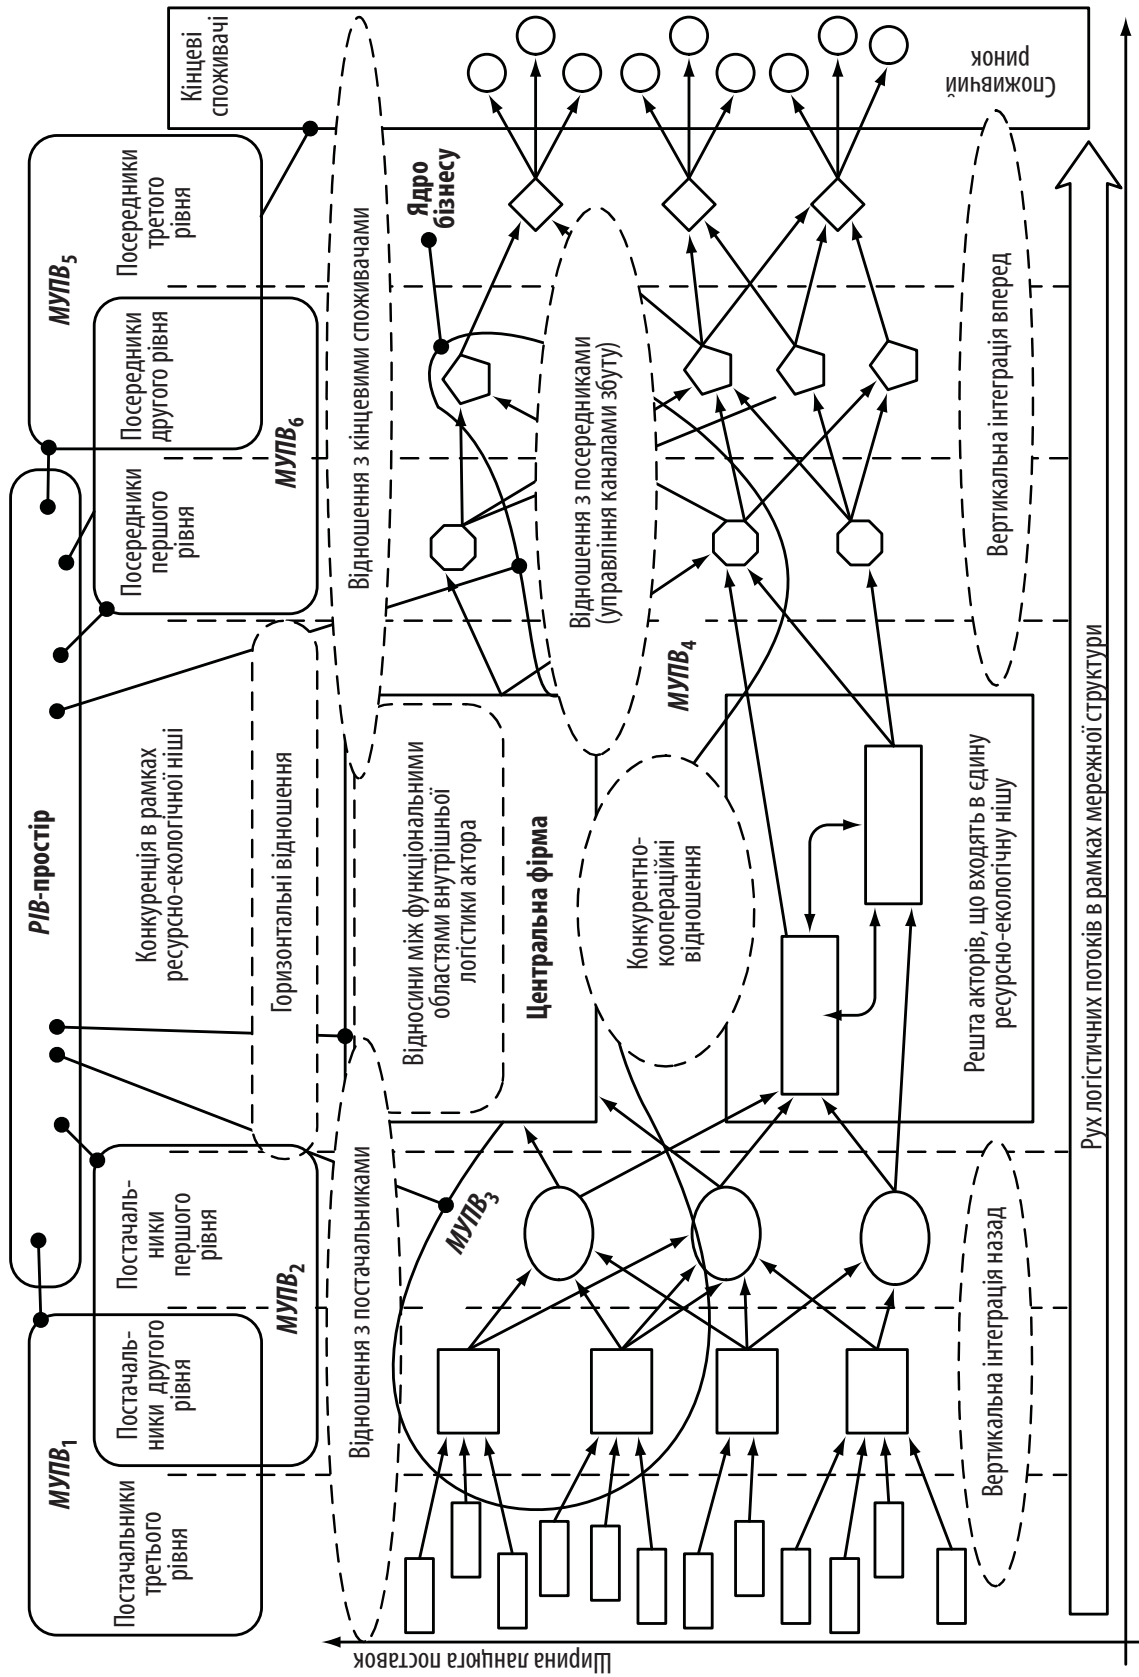 МУПВ1
Постачальники
третього
рівня
Постачаль-
ники другого
рівня
МУПВ2
Постачаль-
ники
першого
рівня
РІВ-простір
Конкуренція в рамках
ресурсно-екологічної ніші
Горизонтальні відношення
Посередники
першого
рівня
МУПВ6
Посередники
другого рівня
МУПВ5
Посередники
третого
рівня
Кінцеві
споживачі
Відношення з постачальниками
Відношення з кінцевими споживачами
Відносини між функціональними
областями внутрішньої
логістики актора
Центральна фірма
Ядро
бізнесу
МУПВ3
Конкурентно-
коопераційні
відношення
Відношення з посередниками
(управління каналами збуту)
МУПВ4
Решта акторів, що входять в єдину
ресурсно-екологічну нішу
Вертикальна інтеграція назад
Вертикальна інтеграція вперед
Споживчий
ринок
Рух логістичних потоків в рамках мережної структури
Ширина ланцюга поставок